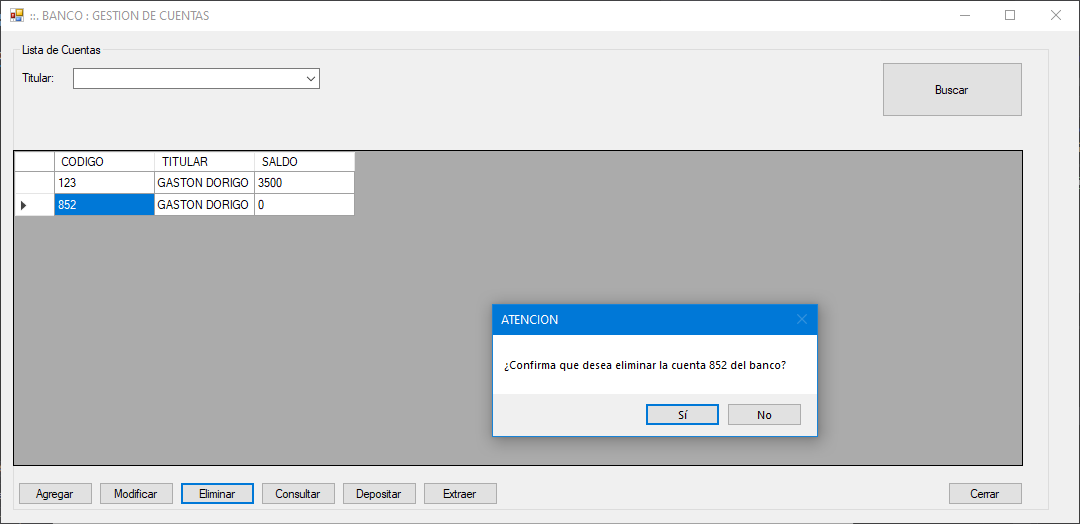 ::. BANCO : GESTION DE CUENTAS
Lista de Cuentas
Titular:
Buscar
CODIGO TITULAR SALDO
123 GASTON DORIGO 3500
852 GASTON DORIGO 0
ATENCION
¿Confirma que desea eliminar la cuenta 852 del banco?
Sí No
Agregar Modificar Eliminar Consultar Depositar Extraer Cerrar